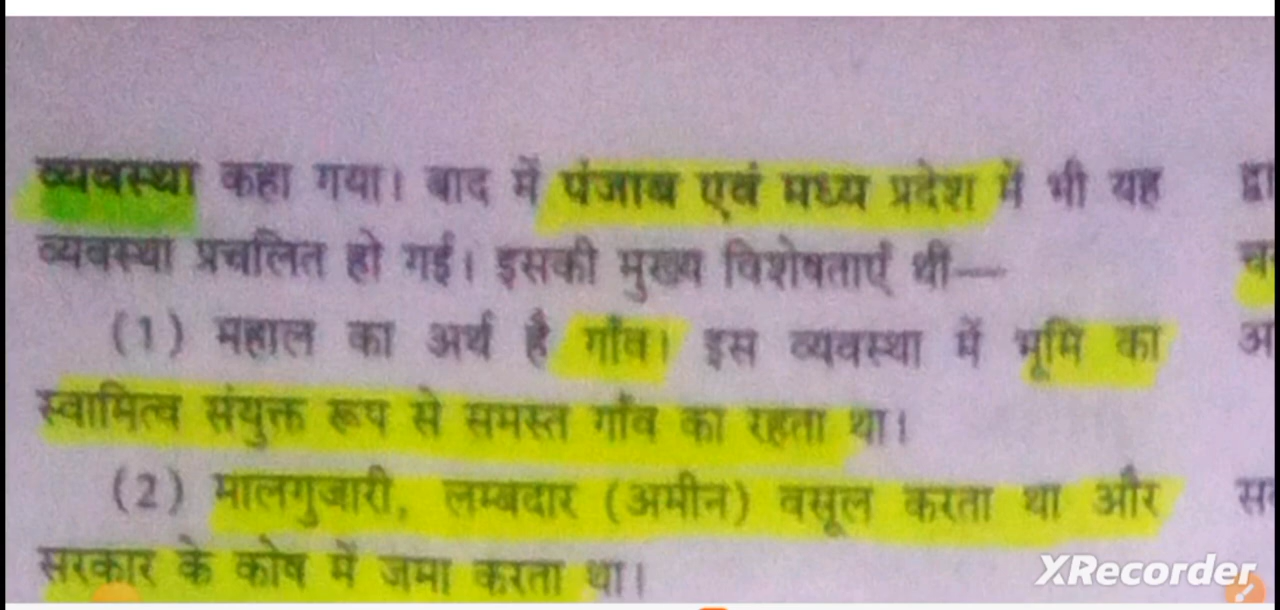 व्यवस्था कहा गया। बाद में पंजाब एवं मध्य प्रदेश में भी यह
व्यवस्था प्रचलित हो गई। इसकी मुख्य विशेषताएँ थी—
(1) महाल का अर्थ है गाँव। इस व्यवस्था में भूमि का
स्वामित्व संयुक्त रूप से समस्त गाँव का रहता था।
(2) मालगुजारी, लम्बदार (अमीन) वसूल करता था और
सरकार के कोष में जमा करता था।
XRecorder